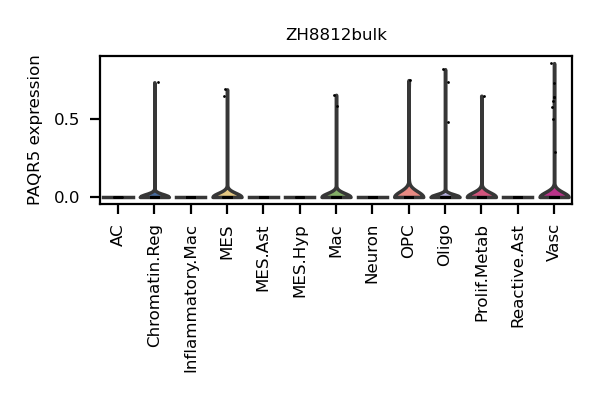 ZH8812bulk
PAQR5 expression
0.5
0.0
AC
Chromatin.Reg
Inflammatory.Mac
MES
MES.Ast
MES.Hyp
Mac
Neuron
OPC
Oligo
Prolif.Metab
Reactive.Ast
Vasc